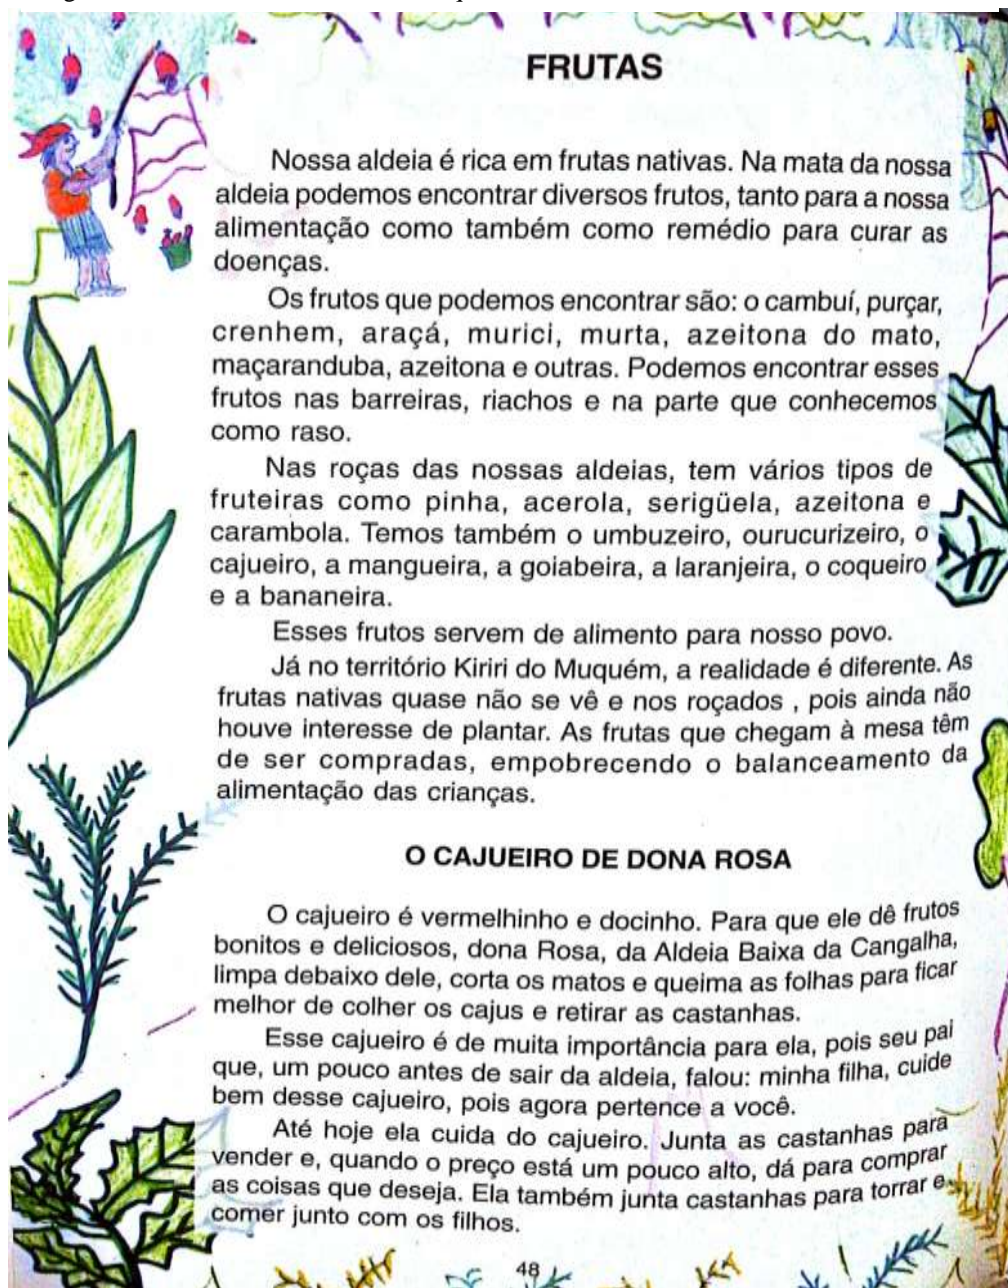 FRUTAS
Nossa aldeia é rica em frutas nativas. Na mata da nossa
aldeia podemos encontrar diversos frutos, tanto para a nossa
alimentação como também como remédio para curar as
doenças.
Os frutos que podemos encontrar são: o cambuí, purçar,
crenhem, araçá, murici, murta, azeitona do mato,
maçaranduba, azeitona e outras. Podemos encontrar esses
frutos nas barreiras, riachos e na parte que conhecemos
como raso.
Nas roças das nossas aldeias, tem vários tipos de
fruteiras como pinha, acerola, serigüela, azeitona e
carambola. Temos também o umbuzeiro, ourucurizeiro, o
cajueiro, a mangueira, a goiabeira, a laranjeira, o coqueiro
e a bananeira.
Esses frutos servem de alimento para nosso povo.
Já no território Kiriri do Muquém, a realidade é diferente. As
frutas nativas quase não se vê e nos roçados , pois ainda não
houve interesse de plantar. As frutas que chegam à mesa têm
de ser compradas, empobrecendo o balanceamento da
alimentação das crianças.
O CAJUEIRO DE DONA ROSA
O cajueiro é vermelhinho e docinho. Para que ele dê frutos
bonitos e deliciosos, dona Rosa, da Aldeia Baixa da Cangalha,
limpa debaixo dele, corta os matos e queima as folhas para ficar
melhor de colher os cajus e retirar as castanhas.
Esse cajueiro é de muita importância para ela, pois seu pai
que, um pouco antes de sair da aldeia, falou: minha filha, cuide
bem desse cajueiro, pois agora pertence a você.
Até hoje ela cuida do cajueiro. Junta as castanhas para
vender e, quando o preço está um pouco alto, dá para comprar
as coisas que deseja. Ela também junta castanhas para torrar e
comer junto com os filhos.
48